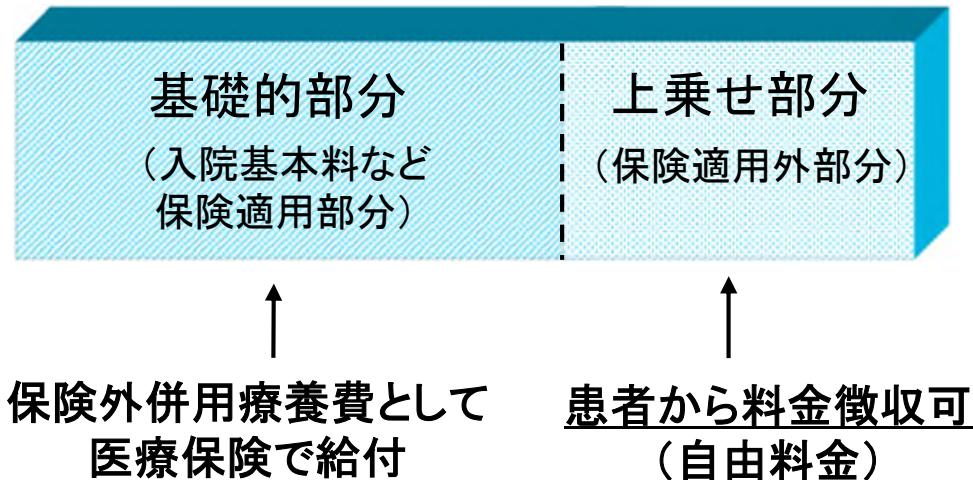 基礎的部分
（入院基本料など
保険適用部分）
上乗せ部分
（保険適用外部分）
保険外併用療養費として
医療保険で給付
患者から料金徴収可
（自由料金）